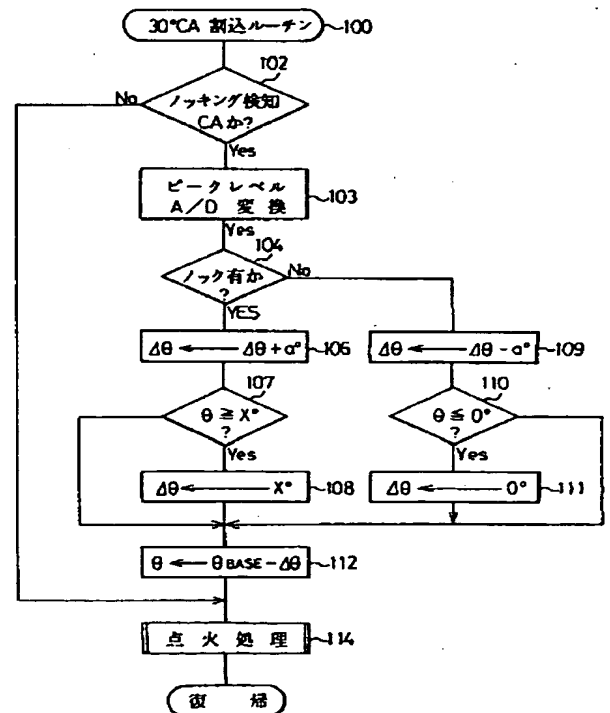 30°CA 割込ルーチン 100
102
ノッキング検知
CAか?
No
Yes
ピークレベル
A/D 変換 103
Yes
104
ノック有か
?
No
YES
Δθ ← Δθ+a° 106
Δθ ← Δθ-a° 109
107
θ ≧ X°
?
Yes
110
θ ≦ 0°
?
Yes
Δθ ← X° 108
Δθ ← 0° 111
θ ← θBASE-Δθ 112
点火処理 114
復帰